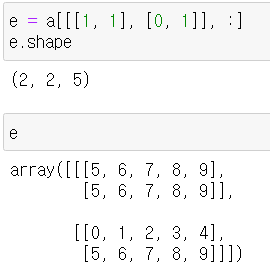 e = a[[[1, 1], [0, 1]], :]
e.shape
(2, 2, 5)
e
array([[[5, 6, 7, 8, 9],
        [5, 6, 7, 8, 9]],
       [[0, 1, 2, 3, 4],
        [5, 6, 7, 8, 9]]])